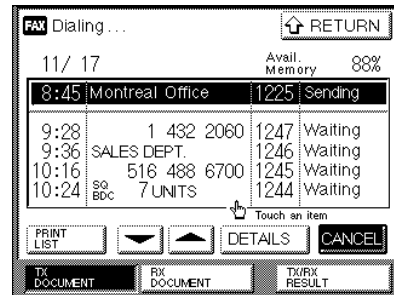 FAX Dialing...
RETURN
11/ 17
Avail. Memory 88%
8:45 Montreal Office 1225 Sending
9:28 1 432 2060 1247 Waiting
9:36 SALES DEPT. 1246 Waiting
10:16 516 488 6700 1245 Waiting
10:24 SQ BDC 7 UNITS 1244 Waiting
Touch an item
PRINT LIST
DETAILS
CANCEL
TX DOCUMENT
RX DOCUMENT
TX/RX RESULT